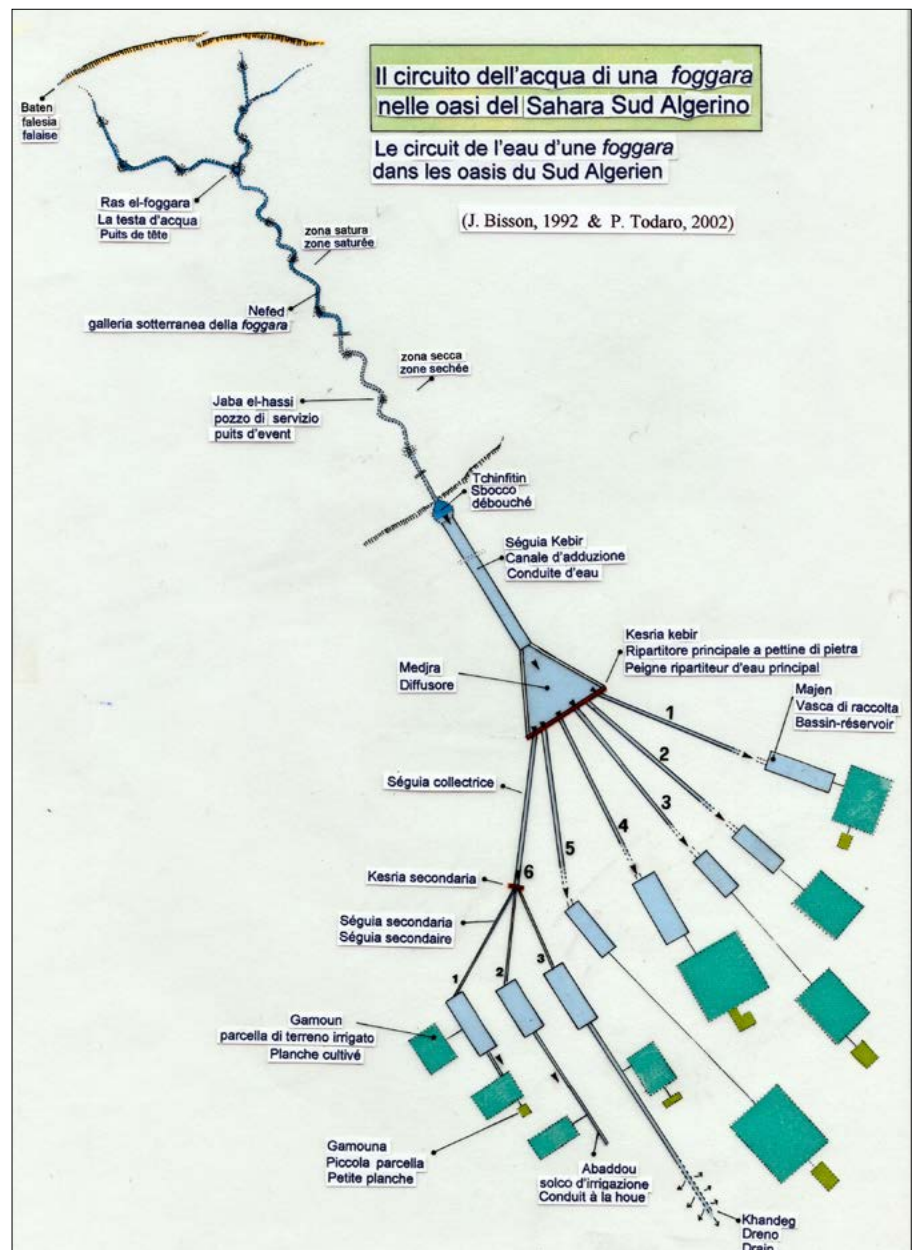 Il circuito dell'acqua di una foggara
nelle oasi del Sahara Sud Algerino
Le circuit de l'eau d'une foggara
dans les oasis du Sud Algerien
(J. Bisson, 1992 & P. Todaro, 2002)
Baten
falesia
falaise
Ras el-foggara
La testa d'acqua
Puits de tête
zona satura
zone saturée
Nefed
galleria sotterranea della foggara
zona secca
zone sechée
Jaba el-hassi
pozzo di servizio
puits d'event
Tchinfitin
Sbocco
débouché
Séguia Kebir
Canale d'adduzione
Conduite d'eau
Kesria kebir
Ripartitore principale a pettine di pietra
Peigne ripartiteur d'eau principal
Medjra
Diffusore
Majen
Vasca di raccolta
Bassin-réservoir
1
2
3
4
5
6
Séguia collectrice
Kesria secondaria
Séguia secondaria
Séguia secondaire
1
2
3
Gamoun
parcella di terreno irrigato
Planche cultivé
Gamouna
Piccola parcella
Petite planche
Abaddou
solco d'irrigazione
Conduit à la houe
Khandeg
Dreno
Drain